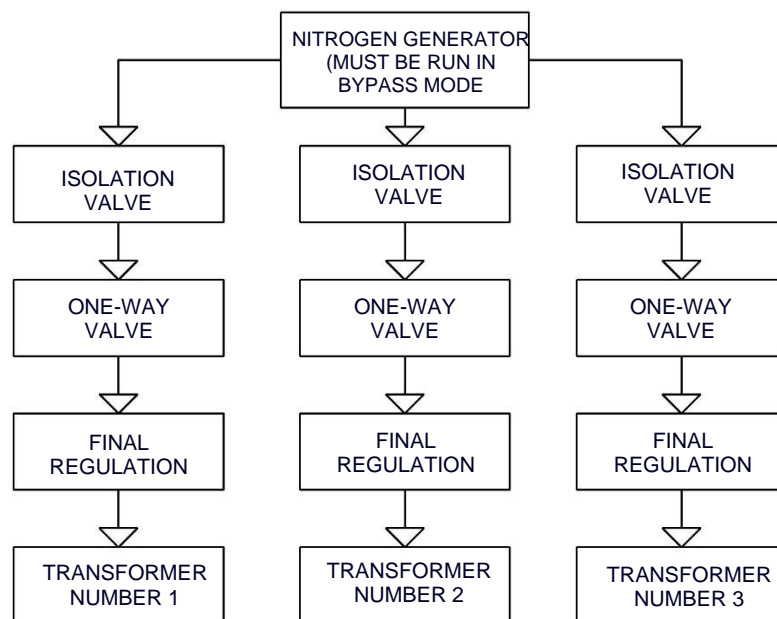 NITROGEN GENERATOR
(MUST BE RUN IN
BYPASS MODE
ISOLATION
VALVE
ISOLATION
VALVE
ISOLATION
VALVE
ONE-WAY
VALVE
ONE-WAY
VALVE
ONE-WAY
VALVE
FINAL
REGULATION
FINAL
REGULATION
FINAL
REGULATION
TRANSFORMER
NUMBER 1
TRANSFORMER
NUMBER 2
TRANSFORMER
NUMBER 3